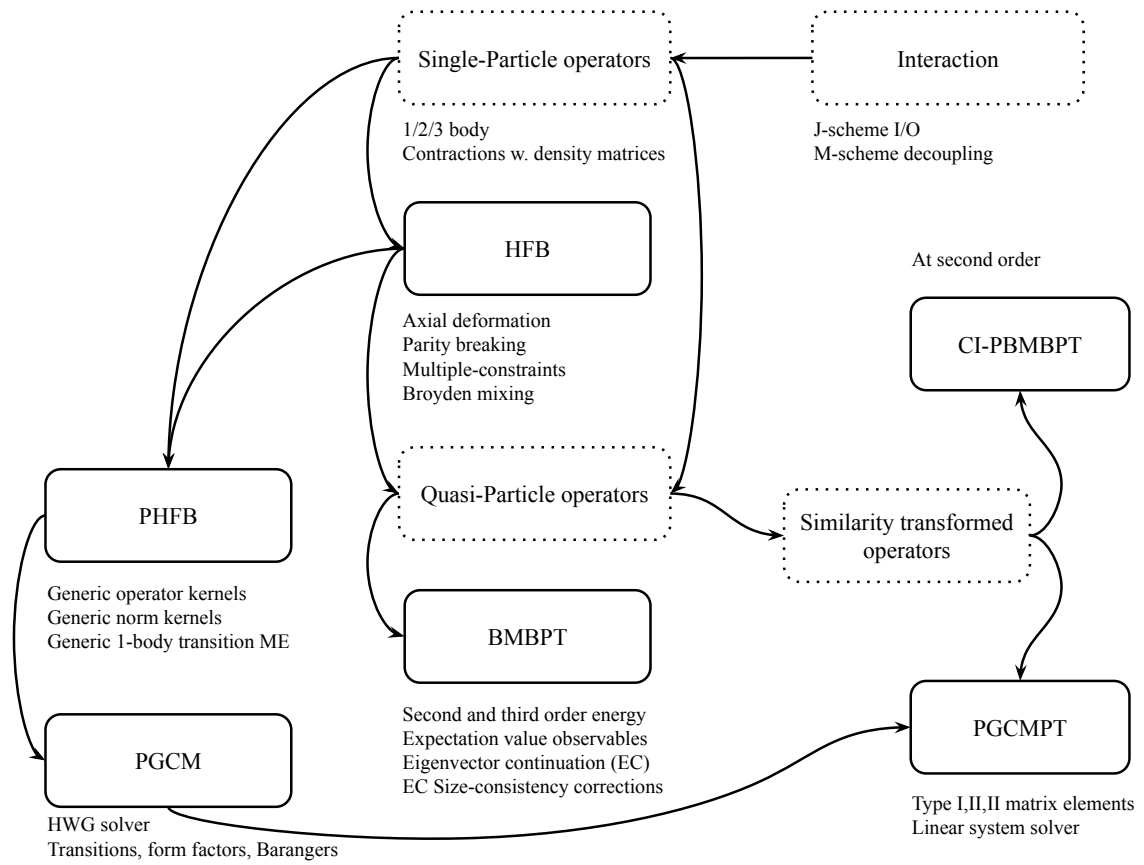 Single-Particle operators
Interaction
1/2/3 body
Contractions w. density matrices
J-scheme I/O
M-scheme decoupling
HFB
Axial deformation
Parity breaking
Multiple-constraints
Broyden mixing
At second order
CI-PBMBPT
Quasi-Particle operators
Similarity transformed
operators
PHFB
Generic operator kernels
Generic norm kernels
Generic 1-body transition ME
BMBPT
Second and third order energy
Expectation value observables
Eigenvector continuation (EC)
EC Size-consistency corrections
PGCM
HWG solver
Transitions, form factors, Barangers
PGCMPT
Type I,II,II matrix elements
Linear system solver